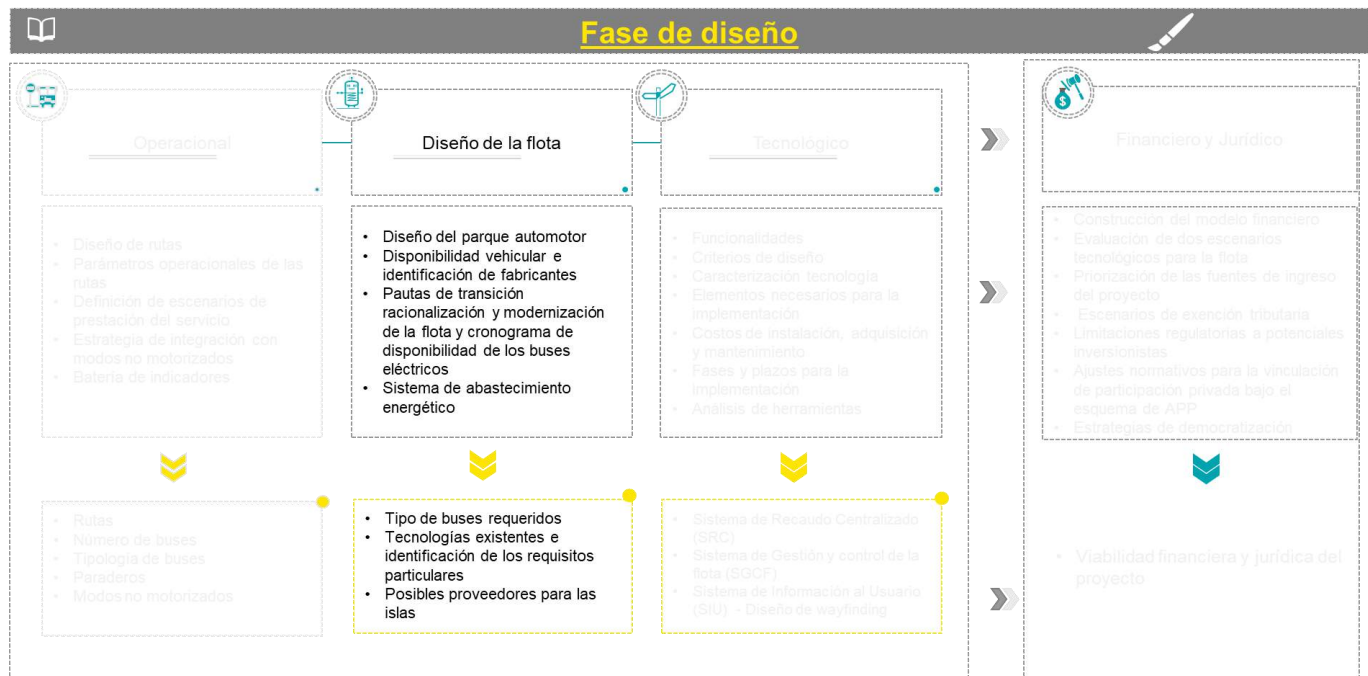 Fase de diseño
Operacional
Diseño de la flota
Tecnológico
Financiero y Jurídico
• Diseño de rutas
• Parámetros operacionales de las
rutas
• Definición de escenarios de
prestación del servicio
• Estrategia de integración con
modos no motorizados
• Batería de indicadores
• Diseño del parque automotor
• Disponibilidad vehicular e
identificación de fabricantes
• Pautas de transición
racionalización y modernización
de la flota y cronograma de
disponibilidad de los buses
eléctricos
• Sistema de abastecimiento
energético
• Funcionalidades
• Criterios de diseño
• Caracterización tecnología
• Elementos necesarios para la
implementación
• Costos de instalación, adquisición
y mantenimiento
• Fases y plazos para la
implementación
• Análisis de herramientas
• Construcción del modelo financiero
• Evaluación de dos escenarios
tecnológicos para la flota
• Priorización de las fuentes de ingreso
del proyecto
• Escenarios de exención tributaria
• Limitaciones regulatorias a potenciales
inversionistas
• Ajustes normativos para la vinculación
de participación privada bajo el
esquema de APP
• Estrategias de democratización
• Rutas
• Número de buses
• Tipología de buses
• Paraderos
• Modos no motorizados
• Tipo de buses requeridos
• Tecnologías existentes e
identificación de los requisitos
particulares
• Posibles proveedores para las
islas
• Sistema de Recaudo Centralizado
(SRC)
• Sistema de Gestión y control de la
flota (SGCF)
• Sistema de Información al Usuario
(SIU) - Diseño de wayfinding
• Viabilidad financiera y jurídica del
proyecto